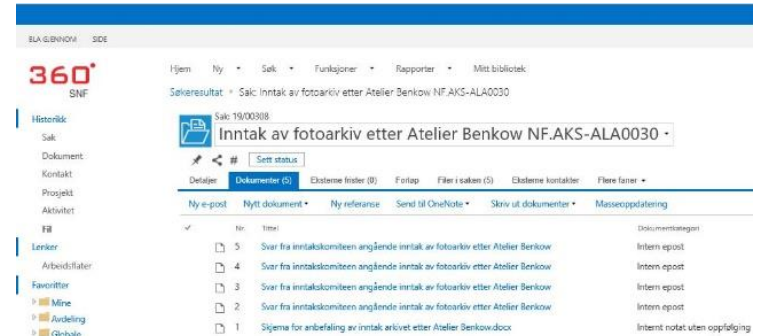 BLA GJENNOM SIDE
360°
SNF
Hjem Ny Søk Funksjoner Rapporter Mitt bibliotek
Søkeresultat Sak: Inntak av fotoarkiv etter Atelier Benkow NF.AKS-ALA0030
Historikk
Sak
Dokument
Kontakt
Prosjekt
Aktivitet
Fil
Lenker
Arbeidsflater
Favoritter
Mine
Avdeling
Globale
Sak: 19/00308
Inntak av fotoarkiv etter Atelier Benkow NF.AKS-ALA0030
# Sett status
Detaljer Dokumenter (5) Eksterne frister (0) Forløp Filer i saken (5) Eksterne kontakter Flere faner
Ny e-post Nytt dokument Ny referanse Send til OneNote Skriv ut dokumenter Masseoppdatering
Nr. Tittel Dokumentkategori
5 Svar fra inntakskomiteen angående inntak av fotoarkiv etter Atelier Benkow Intern epost
4 Svar fra inntakskomiteen angående inntak av fotoarkiv etter Atelier Benkow Intern epost
3 Svar fra inntakskomiteen angående inntak av fotoarkiv etter Atelier Benkow Intern epost
2 Svar fra inntakskomiteen angående inntak av fotoarkiv etter Atelier Benkow Intern epost
1 Skjema for anbefaling av inntak arkivet etter Atelier Benkow.docx Internt notat uten oppfølging